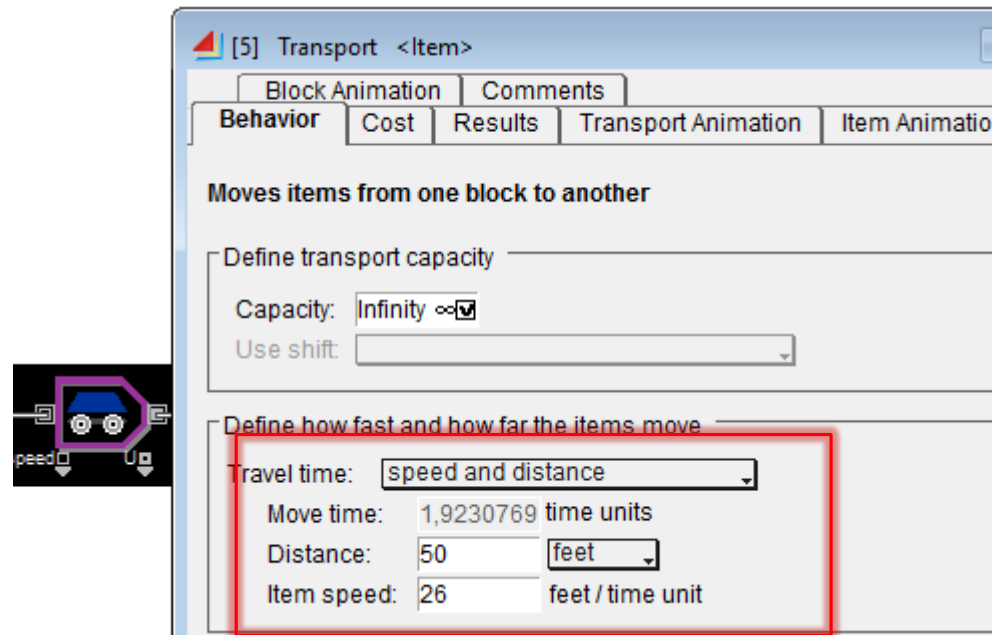 [5] Transport <Item>
Block Animation Comments
Behavior Cost Results Transport Animation Item Animatio
Moves items from one block to another
Define transport capacity
Capacity: Infinity ∞
Use shift:
Define how fast and how far the items move
Travel time: speed and distance
Move time: 1,9230769 time units
Distance: 50 feet
Item speed: 26 feet / time unit
peed U